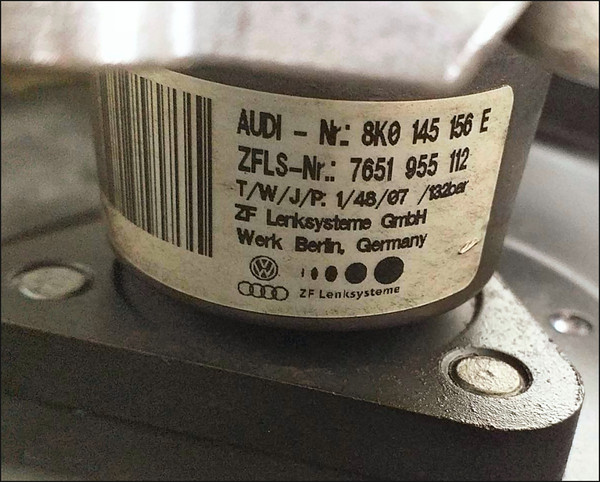 AUDI - Nr.: 8K0 145 156 E
ZFLS-Nr.: 7651 955 112
T/W/J/P: 1/48/07 /132bar
ZF Lenksysteme GmbH
Werk Berlin, Germany
ZF Lenksysteme